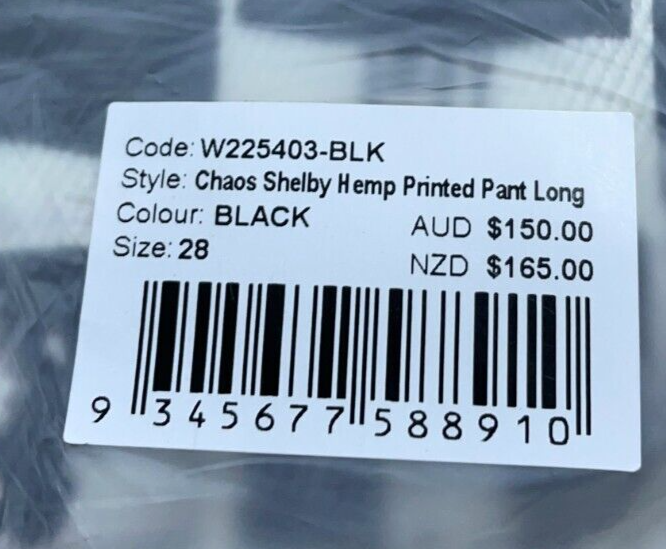 Code: W225403-BLK
Style: Chaos Shelby Hemp Printed Pant Long
Colour: BLACK AUD $150.00
Size: 28 NZD $165.00
9 345677 588910